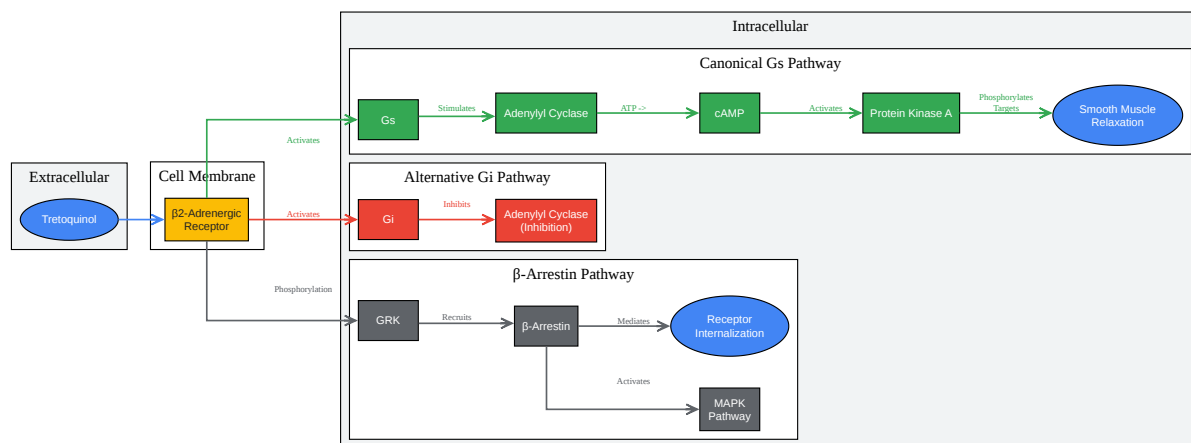 Intracellular
Canonical Gs Pathway
Gs
Stimulates
Adenylyl Cyclase
ATP ->
cAMP
Activates
Protein Kinase A
Phosphorylates
Targets
Smooth Muscle
Relaxation
Activates
Extracellular
Tretoquinol
Cell Membrane
β2-Adrenergic
Receptor
Activates
Alternative Gi Pathway
Gi
Inhibits
Adenylyl Cyclase
(Inhibition)
Phosphorylation
β-Arrestin Pathway
GRK
Recruits
β-Arrestin
Mediates
Receptor
Internalization
Activates
MAPK
Pathway